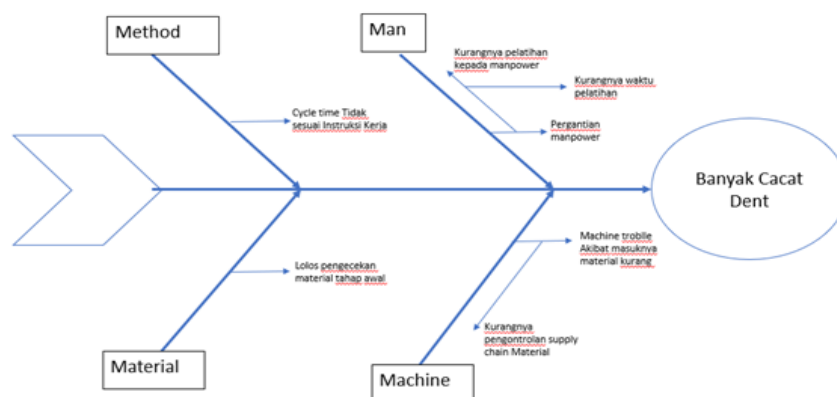 Method
Man
Kurangnya pelatihan
kepada manpower
Kurangnya waktu
pelatihan
Cycle time Tidak
sesuai Instruksi Kerja
Pergantian
manpower
Banyak Cacat
Dent
Machine troblle
Akibat masuknya
material kurang
Lolos pengecekan
material tahap awal
Kurangnya
pengontrolan supply
chain Material
Material
Machine